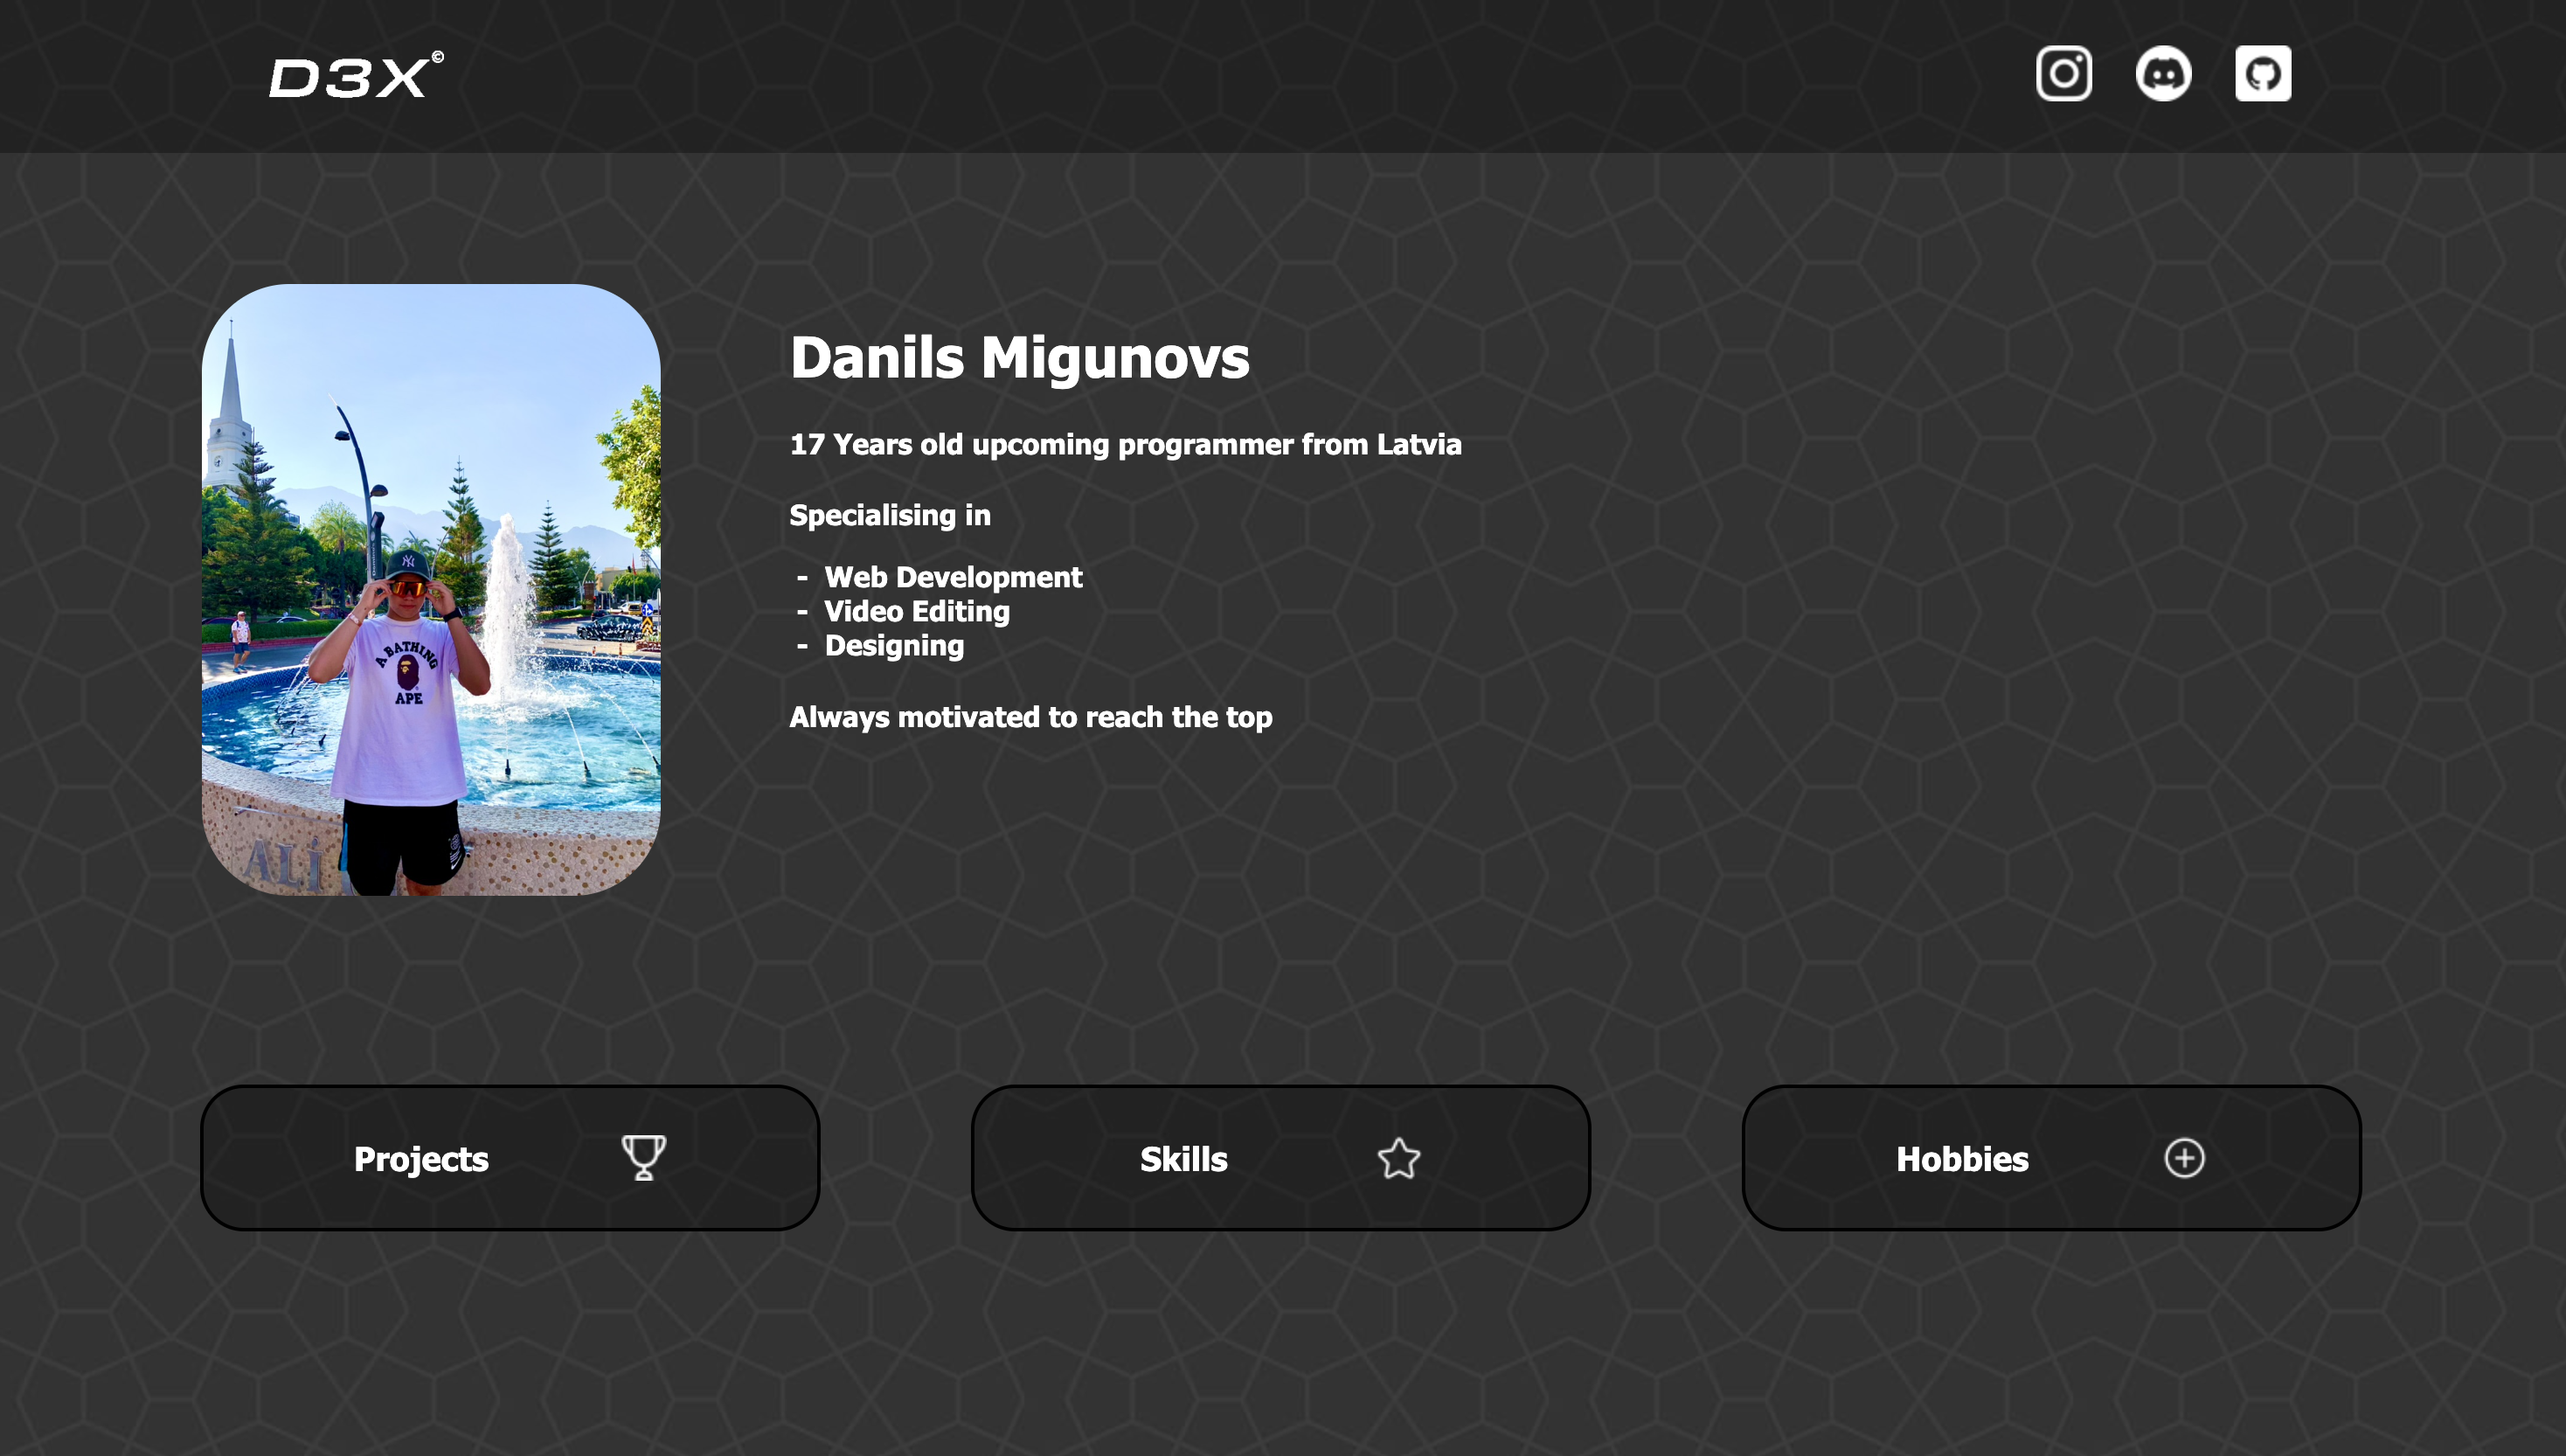 D3X©
Danils Migunovs
17 Years old upcoming programmer from Latvia
Specialising in
- Web Development
- Video Editing
- Designing
Always motivated to reach the top
NY
A BATHING
APE
ALİ
Projects
Skills
Hobbies